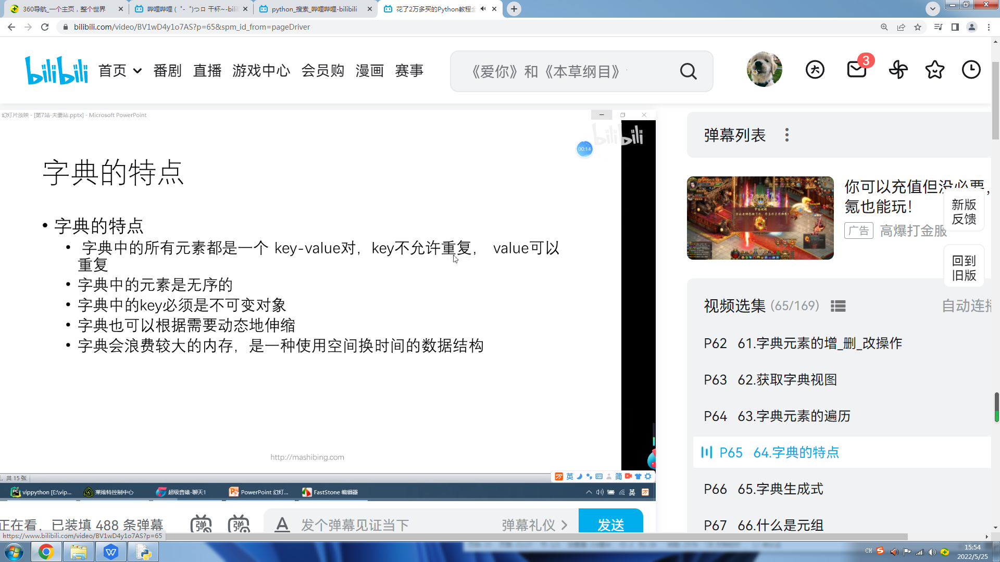 360导航_一个主页，整个世界
哔哩哔哩 (゜-゜)つロ 干杯~-bili
python_搜索_哔哩哔哩-bilibili
花了2万多买的Python教程全
bilibili.com/video/BV1wD4y1o7AS?p=65&spm_id_from=pageDriver
bilibili
首页 番剧 直播 游戏中心 会员购 漫画 赛事
《爱你》和《本草纲目》
大
3
幻灯片放映 - [第7站-夫妻站.pptx] - Microsoft PowerPoint
bilibili
00:14
字典的特点
• 字典的特点
• 字典中的所有元素都是一个 key-value对，key不允许重复， value可以
重复
• 字典中的元素是无序的
• 字典中的key必须是不可变对象
• 字典也可以根据需要动态地伸缩
• 字典会浪费较大的内存，是一种使用空间换时间的数据结构
http://mashibing.com
共 15 张
英 简
vippython [E:\vip...
莱维特控制中心
超级音雄-聊天1
PowerPoint 幻灯...
FastStone 编辑器
英
正在看，已装填 488 条弹幕
弹 弹
A 发个弹幕见证当下
弹幕礼仪 >
发送
https://www.bilibili.com/video/BV1wD4y1o7AS?p=65
弹幕列表
你可以充值但没必要，
氪也能玩！
广告 高爆打金服
新版
反馈
回到
旧版
视频选集 (65/169)
自动连播
P62 61.字典元素的增_删_改操作
P63 62.获取字典视图
P64 63.字典元素的遍历
P65 64.字典的特点
P66 65.字典生成式
P67 66.什么是元组
CH
15:54
2022/5/25